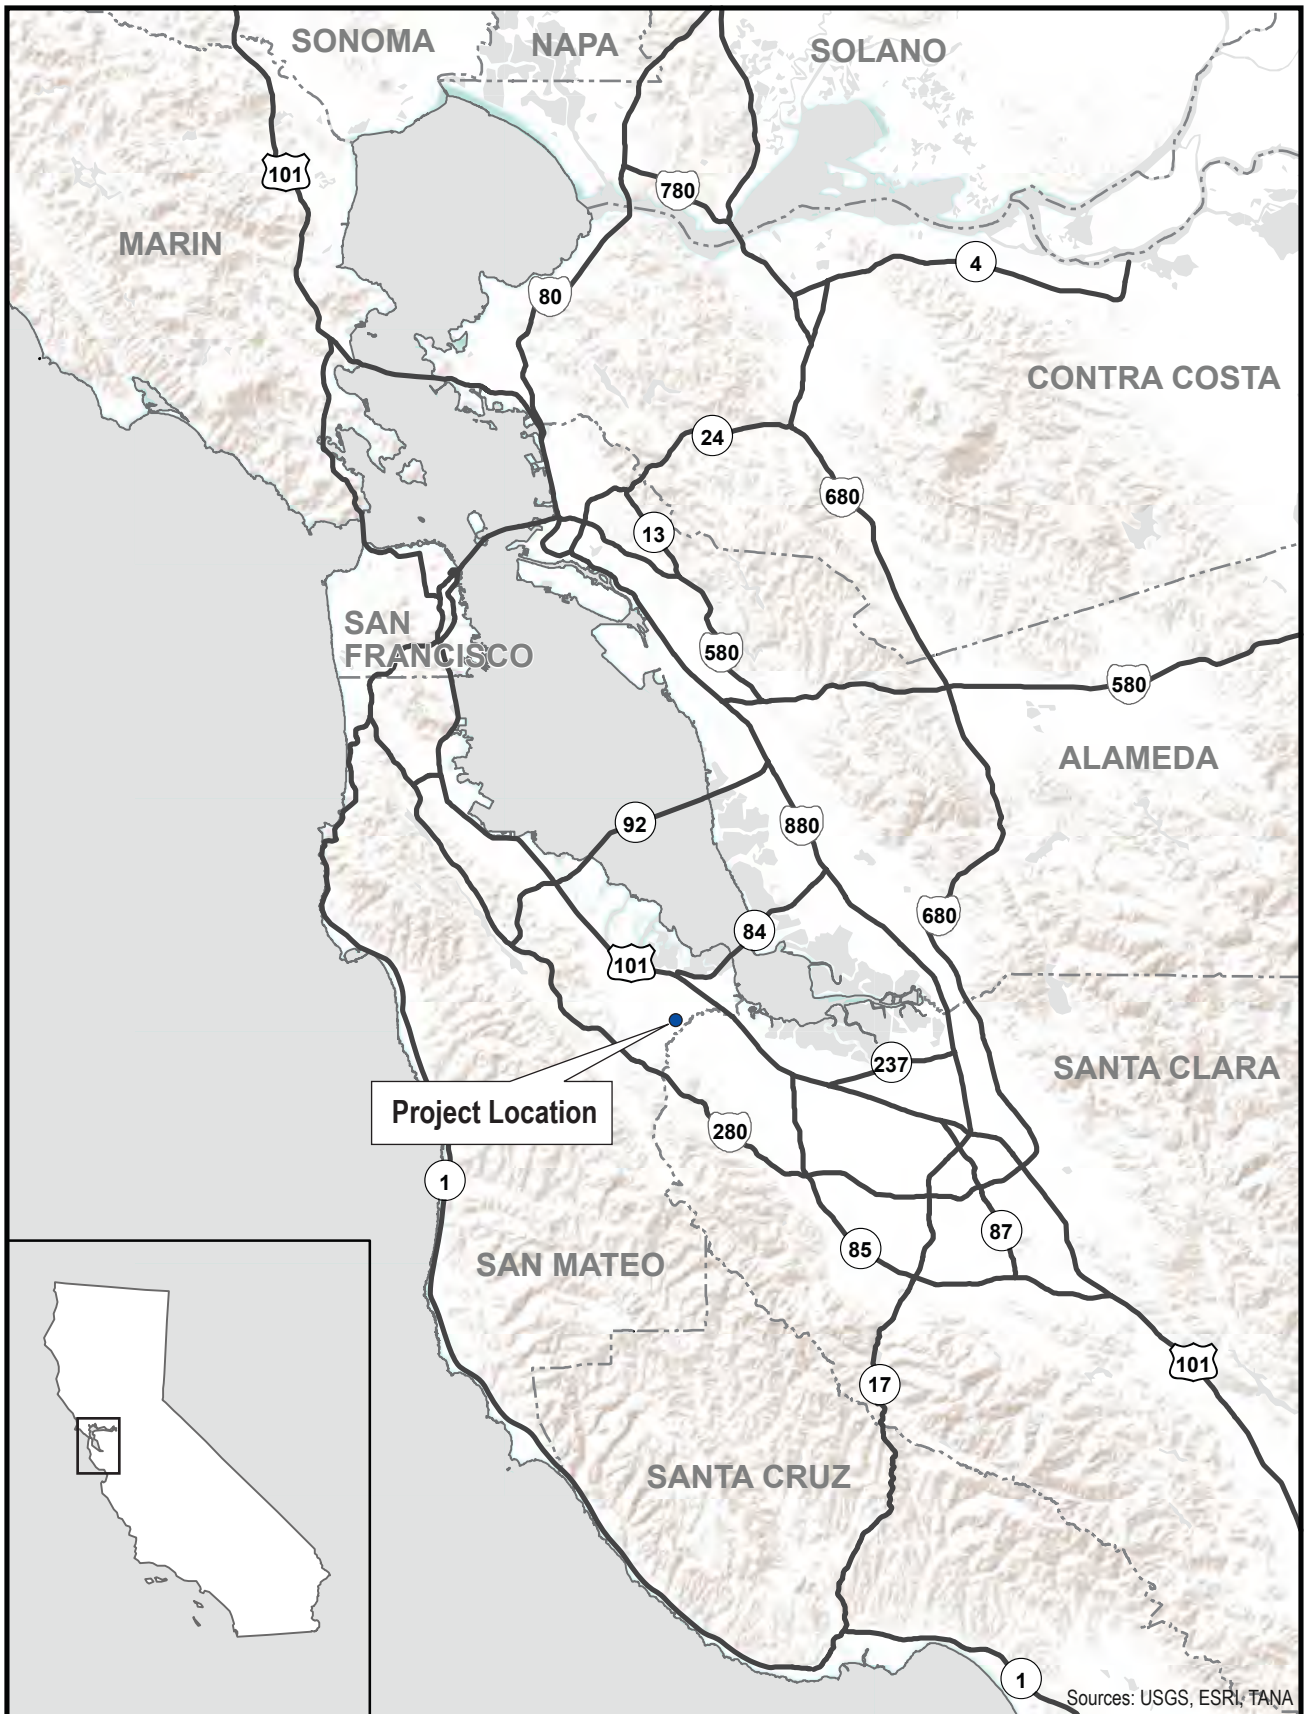 SONOMA
NAPA
SOLANO
101
780
MARIN
4
80
CONTRA COSTA
24
680
13
SAN
FRANCISCO
580
580
ALAMEDA
92
880
680
84
101
237
SANTA CLARA
Project Location
280
1
87
85
SAN MATEO
101
17
SANTA CRUZ
1
Sources: USGS, ESRI, TANA